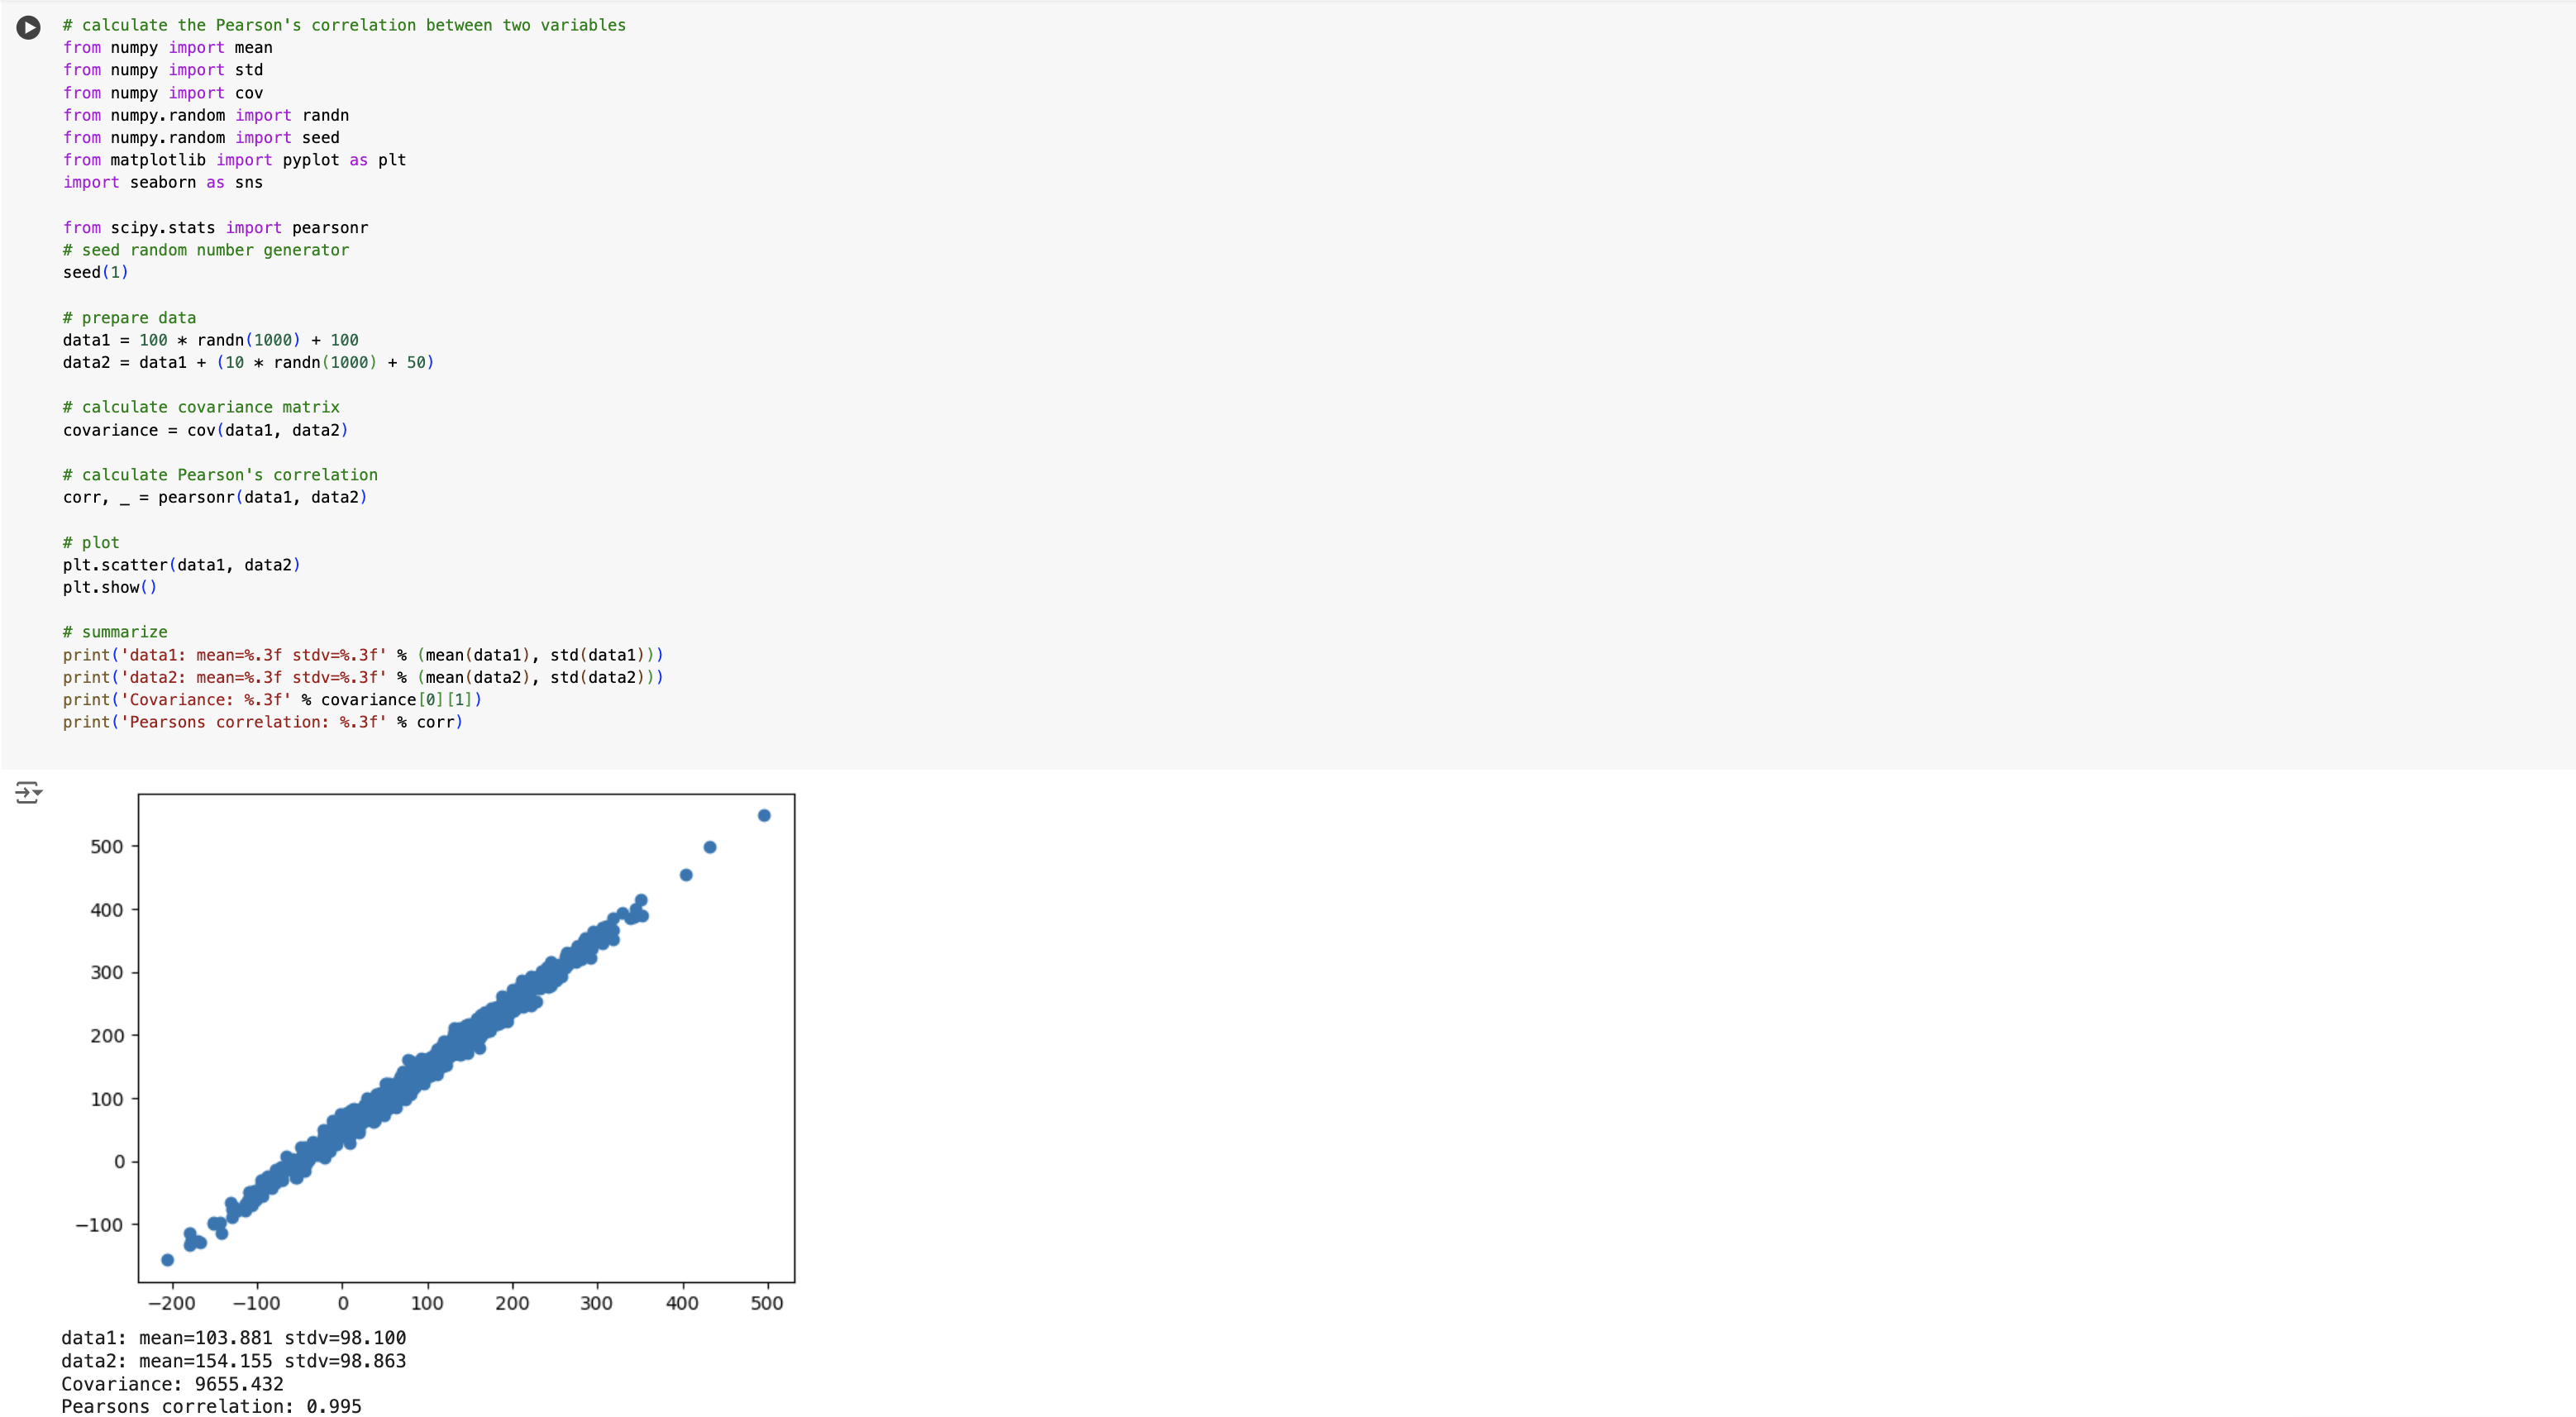 # calculate the Pearson's correlation between two variables
from numpy import mean
from numpy import std
from numpy import cov
from numpy.random import randn
from numpy.random import seed
from matplotlib import pyplot as plt
import seaborn as sns
from scipy.stats import pearsonr
# seed random number generator
seed(1)
# prepare data
data1 = 100 * randn(1000) + 100
data2 = data1 + (10 * randn(1000) + 50)
# calculate covariance matrix
covariance = cov(data1, data2)
# calculate Pearson's correlation
corr, _ = pearsonr(data1, data2)
# plot
plt.scatter(data1, data2)
plt.show()
# summarize
print('data1: mean=%.3f stdv=%.3f' % (mean(data1), std(data1)))
print('data2: mean=%.3f stdv=%.3f' % (mean(data2), std(data2)))
print('Covariance: %.3f' % covariance[0][1])
print('Pearsons correlation: %.3f' % corr)
500
400
300
200
100
0
−100
−200 −100 0 100 200 300 400 500
data1: mean=103.881 stdv=98.100
data2: mean=154.155 stdv=98.863
Covariance: 9655.432
Pearsons correlation: 0.995